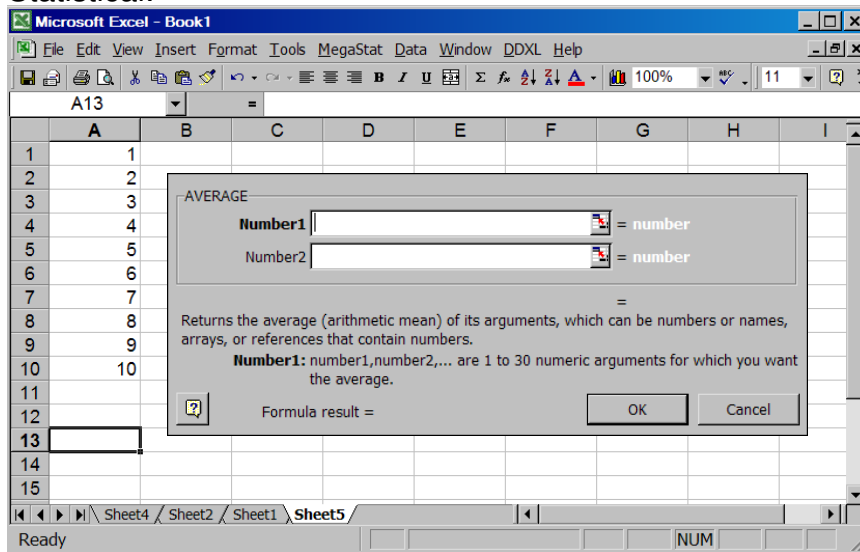 Statistical.
Microsoft Excel - Book1
File Edit View Insert Format Tools MegaStat Data Window DDXL Help
B I U Σ fx 100% 11
A13 =
A B C D E F G H I
1 1
2 2
3 3
4 4
5 5
6 6
7 7
8 8
9 9
10 10
11
12
13
14
15
AVERAGE
Number1 = number
Number2 = number
=
Returns the average (arithmetic mean) of its arguments, which can be numbers or names,
arrays, or references that contain numbers.
Number1: number1,number2,... are 1 to 30 numeric arguments for which you want
the average.
Formula result =
OK Cancel
Sheet4 Sheet2 Sheet1 Sheet5
Ready NUM